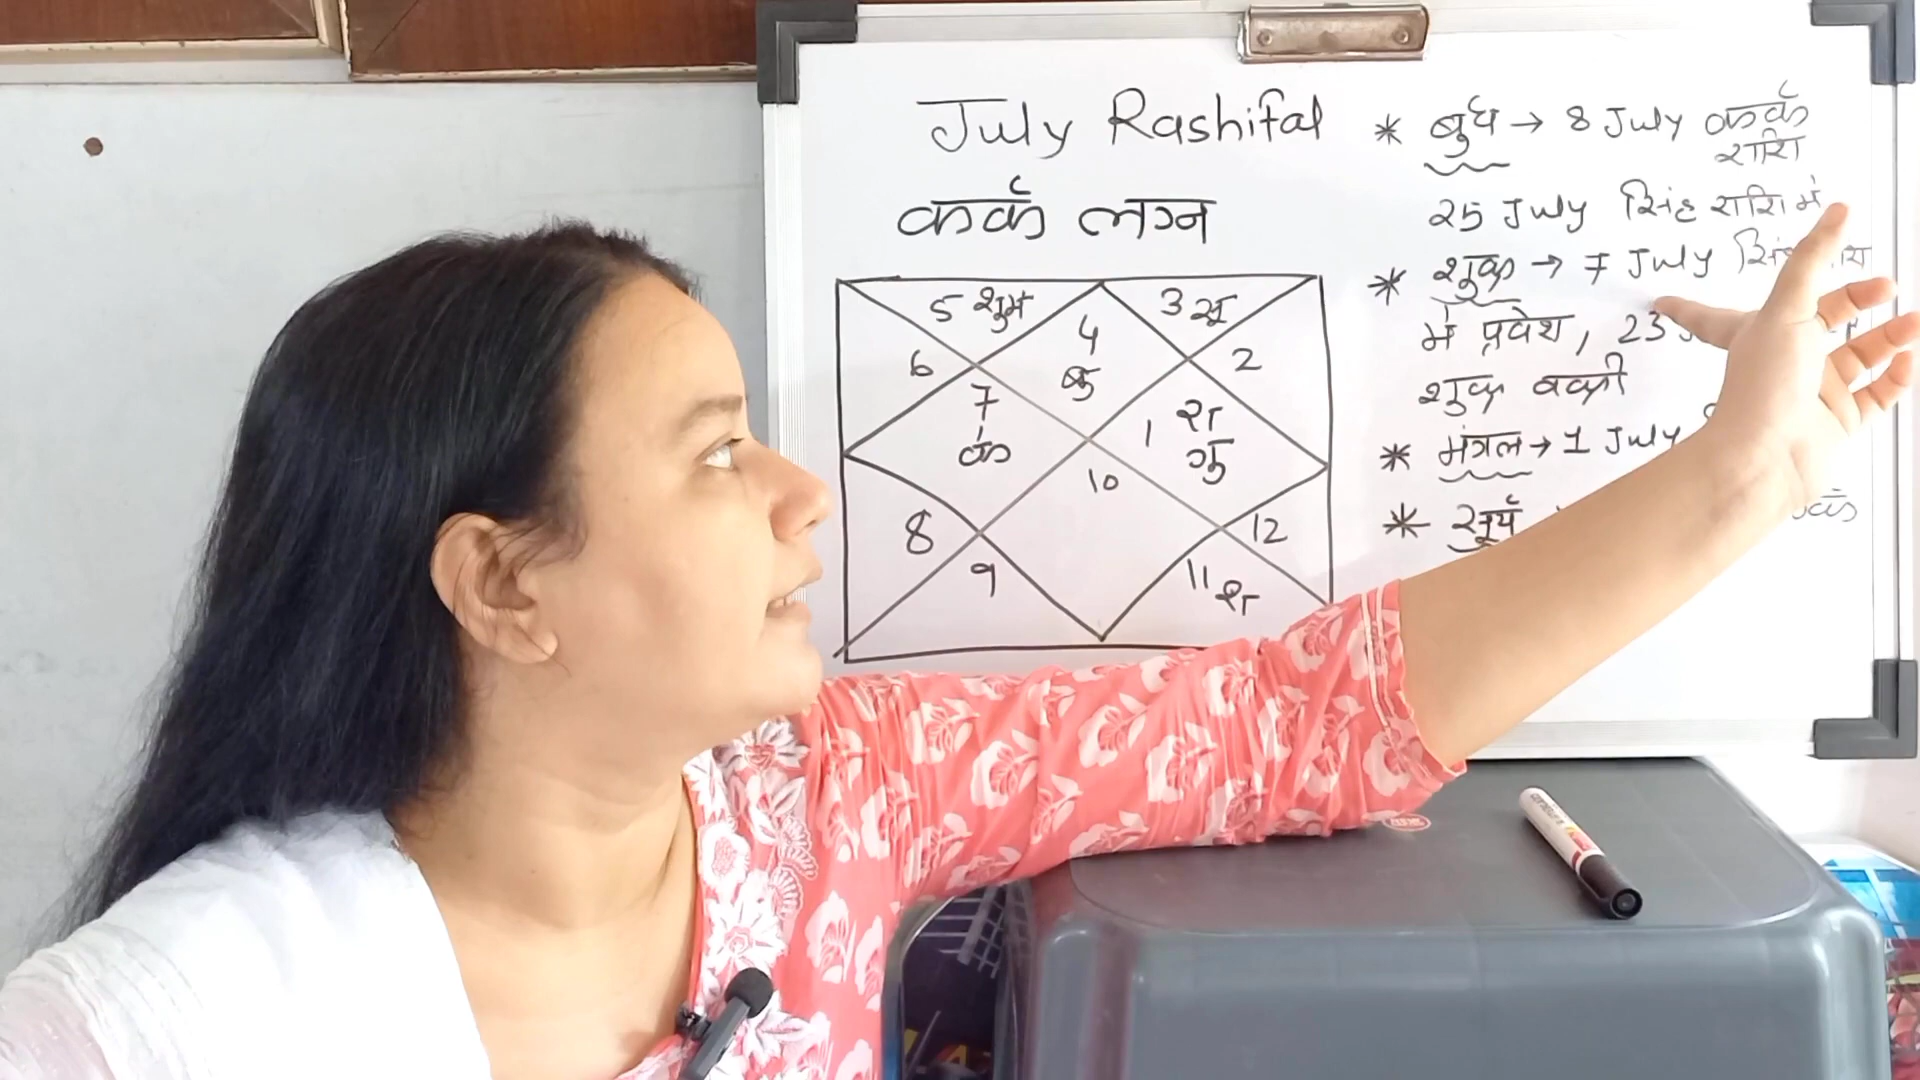 July Rashifal
कर्क लग्न
5 शुमं
3 सू
4
बु
6
2
7
के
1 रा
गु
10
8
12
9
11 श
* बुध → 8 July कर्क
राशि
25 July सिंह राशि में
* शुक्र → 7 July
में प्रवेश, 23
शुक्र वक्री
* मंगल → 1 July
* सूर्य